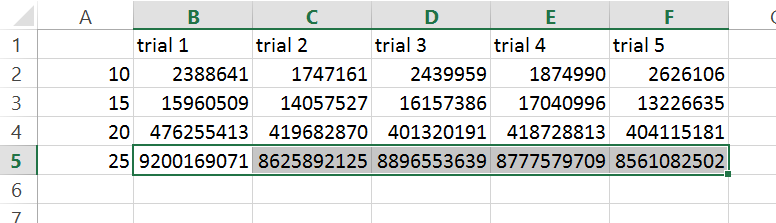 A B C D E F
1 trial 1 trial 2 trial 3 trial 4 trial 5
2 10 2388641 1747161 2439959 1874990 2626106
3 15 15960509 14057527 16157386 17040996 13226635
4 20 476255413 419682870 401320191 418728813 404115181
5 25 9200169071 8625892125 8896553639 8777579709 8561082502
6
7